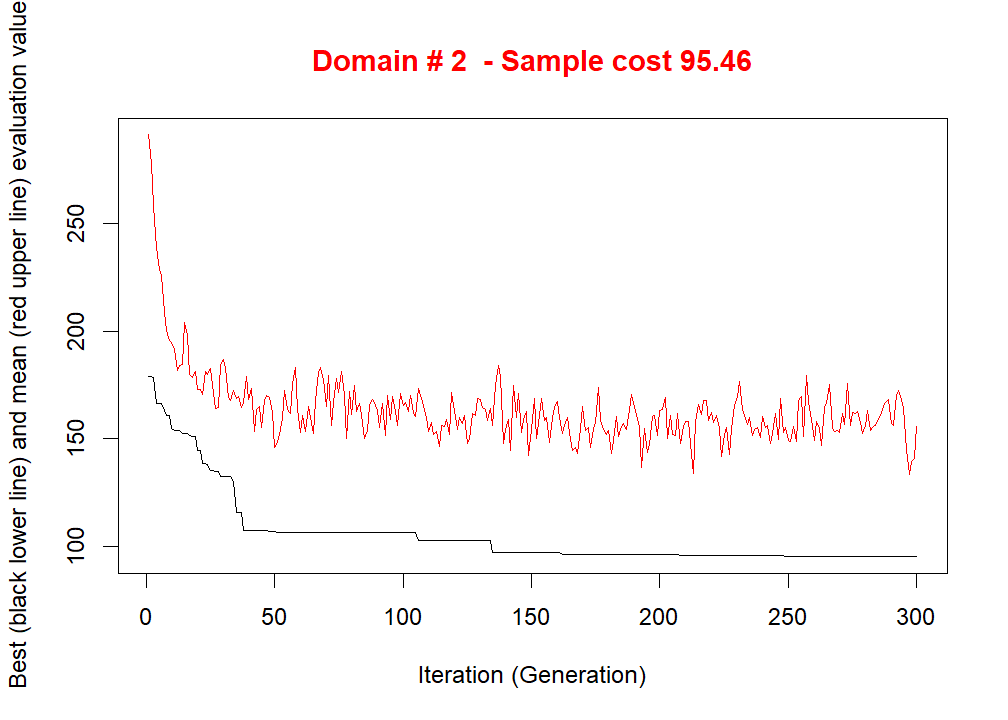 Domain # 2  - Sample cost 95.46
Best (black lower line) and mean (red upper line) evaluation value
250
200
150
100
0 50 100 150 200 250 300
Iteration (Generation)